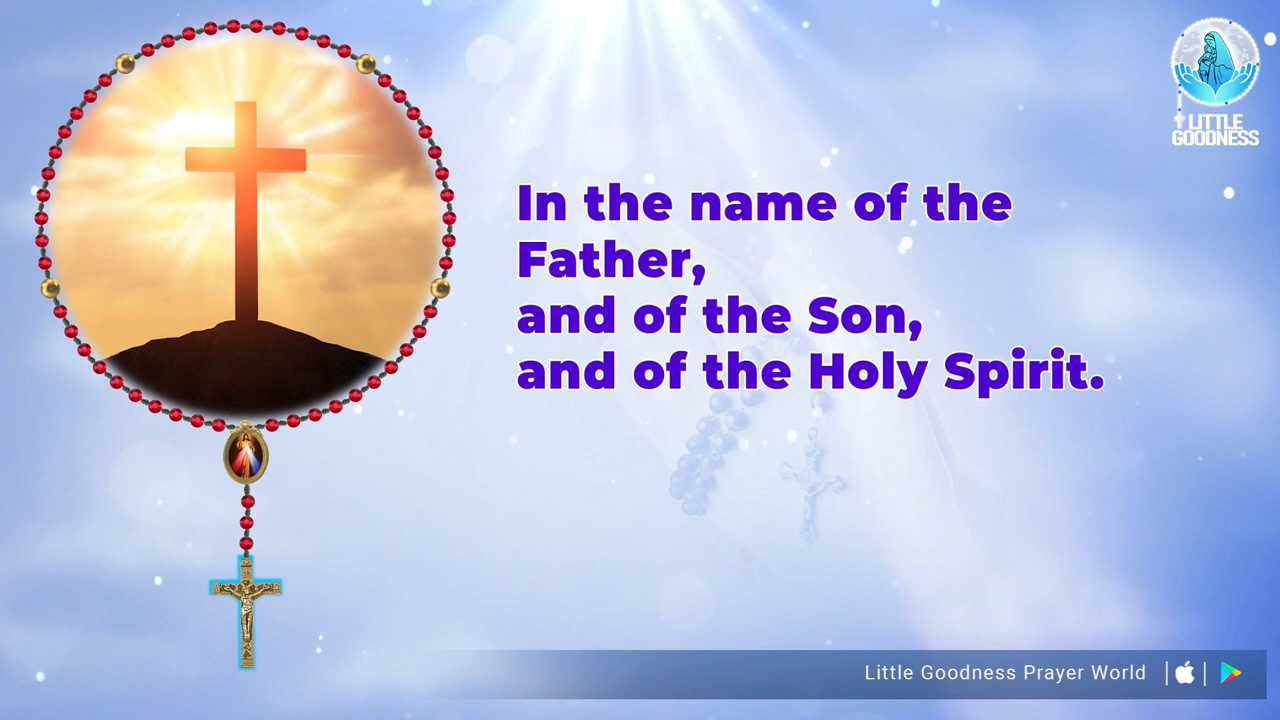 LITTLE
GOODNESS
In the name of the
Father,
and of the Son,
and of the Holy Spirit.
Little Goodness Prayer World